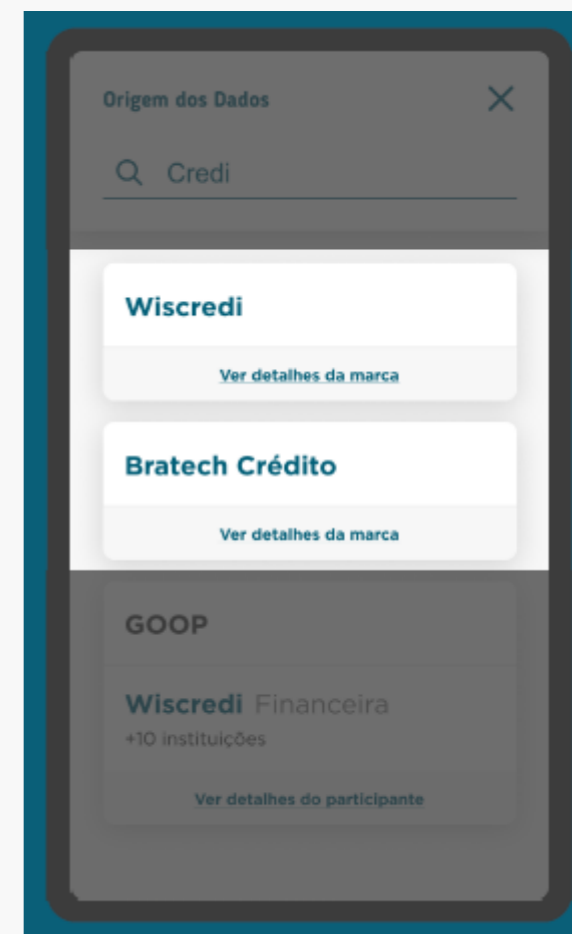 Origem dos Dados
Credi
Wiscredi
Ver detalhes da marca
Bratech Crédito
Ver detalhes da marca
GOOP
Wiscredi Financeira
+10 instituições
Ver detalhes do participante